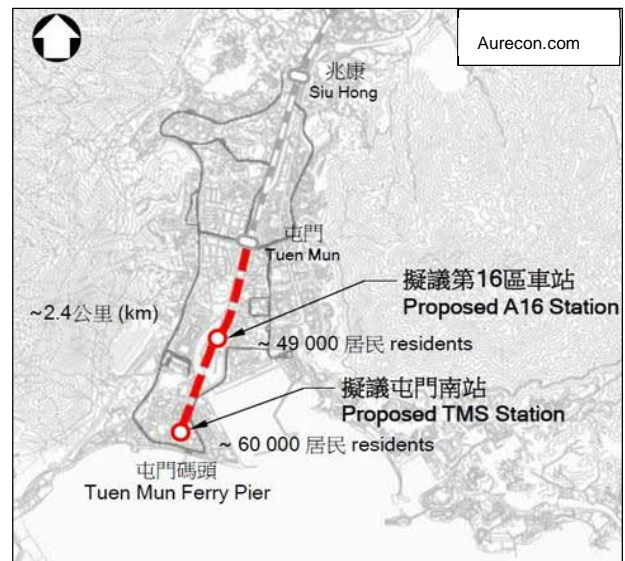 Aurecon.com
兆康
Siu Hong
屯門
Tuen Mun
擬議第16區車站
Proposed A16 Station
~2.4公里 (km)
~ 49 000 居民 residents
擬議屯門南站
Proposed TMS Station
~ 60 000 居民 residents
屯門碼頭
Tuen Mun Ferry Pier